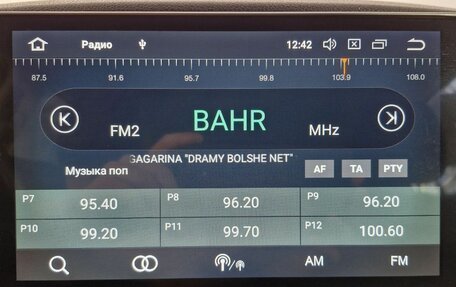 Радио 12:42
87.5 91.6 95.7 99.8 103.9 108.0
BAHR
FM2 MHz
GAGARINA "DRAMY BOLSHE NET"
Музыка поп AF TA PTY
P7 95.40 P8 96.20 P9 96.20
P10 99.20 P11 99.70 P12 100.60
AM FM